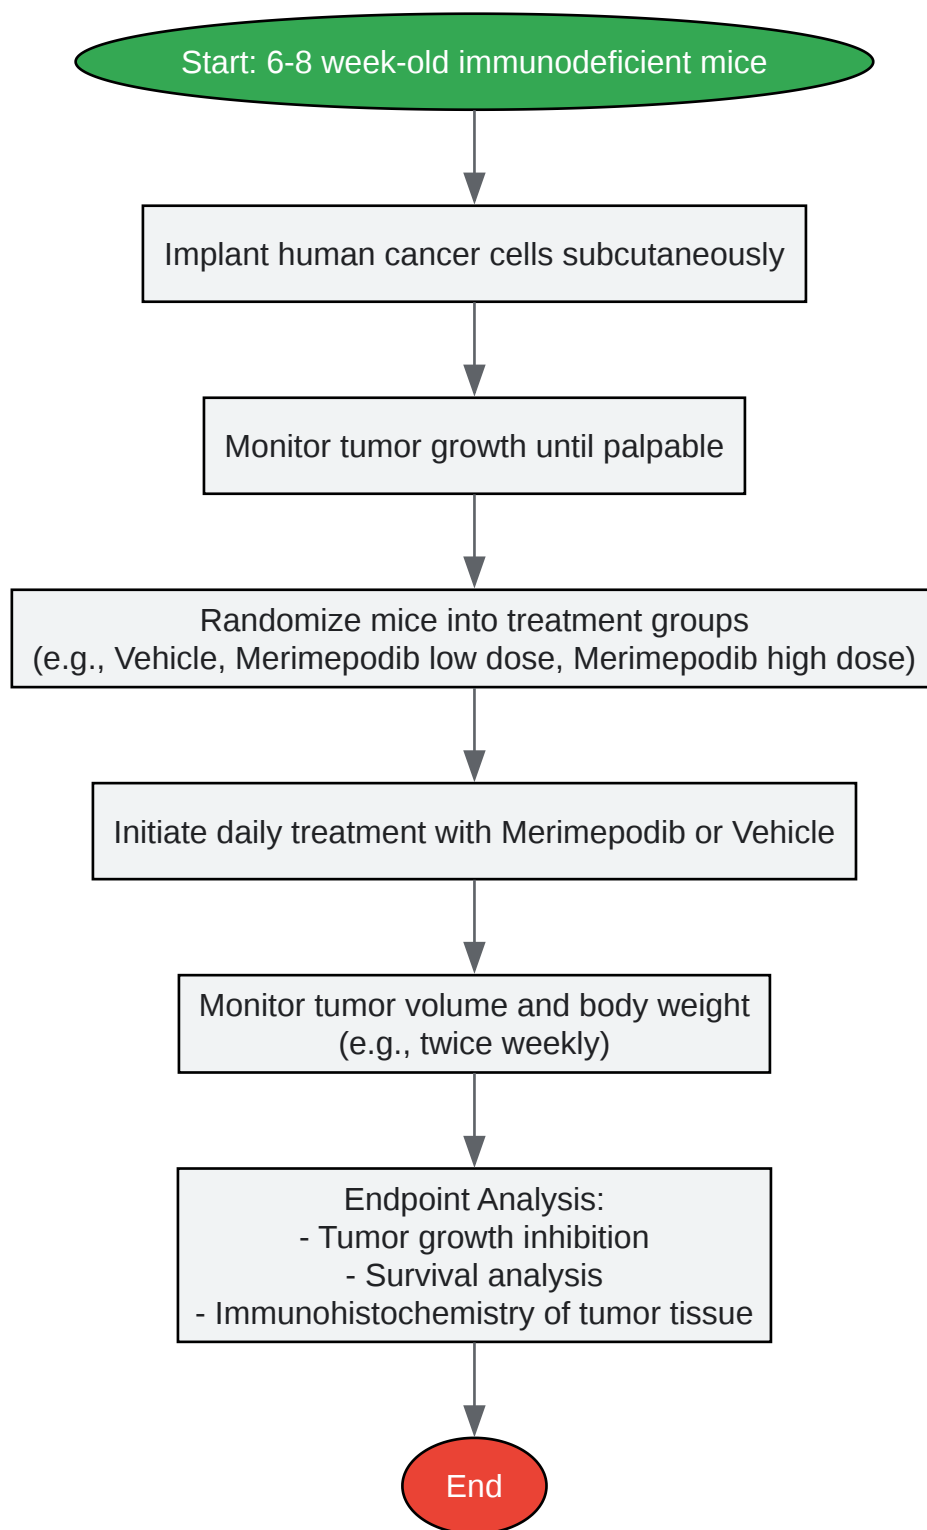 Start: 6-8 week-old immunodeficient mice
Implant human cancer cells subcutaneously
Monitor tumor growth until palpable
Randomize mice into treatment groups
(e.g., Vehicle, Merimepodib low dose, Merimepodib high dose)
Initiate daily treatment with Merimepodib or Vehicle
Monitor tumor volume and body weight
(e.g., twice weekly)
Endpoint Analysis:
- Tumor growth inhibition
- Survival analysis
- Immunohistochemistry of tumor tissue
End